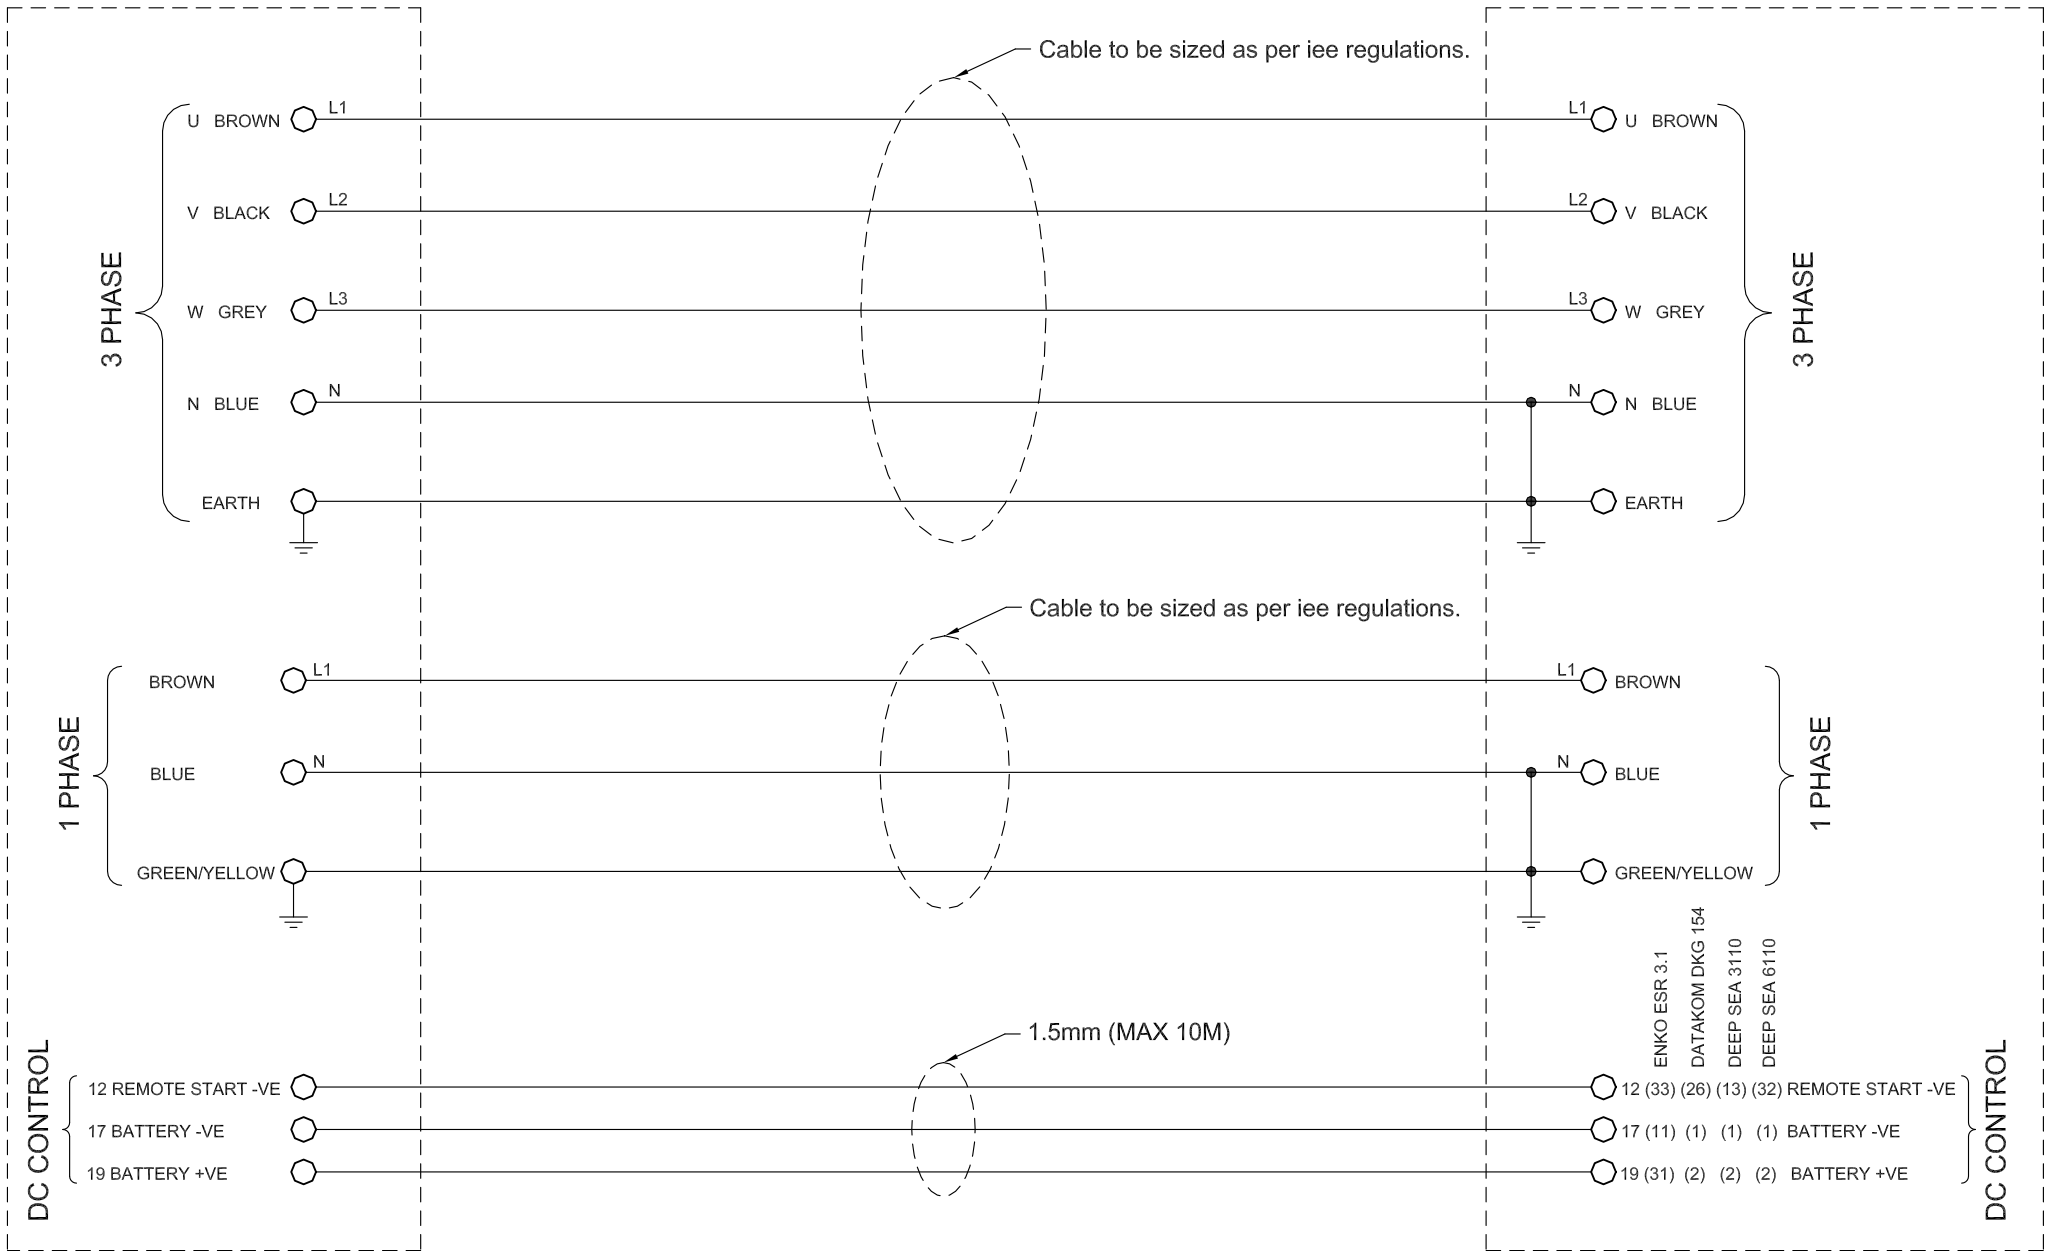 Cable to be sized as per iee regulations.
3 PHASE
U BROWN L1
V BLACK L2
W GREY L3
N BLUE N
EARTH
L1 U BROWN
L2 V BLACK
L3 W GREY
N N BLUE
EARTH
3 PHASE
Cable to be sized as per iee regulations.
1 PHASE
BROWN L1
BLUE N
GREEN/YELLOW
L1 BROWN
N BLUE
GREEN/YELLOW
1 PHASE
1.5mm (MAX 10M)
DC CONTROL
12 REMOTE START -VE
17 BATTERY -VE
19 BATTERY +VE
ENKO ESR 3.1
DATAKOM DKG 154
DEEP SEA 3110
DEEP SEA 6110
12 (33) (26) (13) (32) REMOTE START -VE
17 (11) (1) (1) (1) BATTERY -VE
19 (31) (2) (2) (2) BATTERY +VE
DC CONTROL